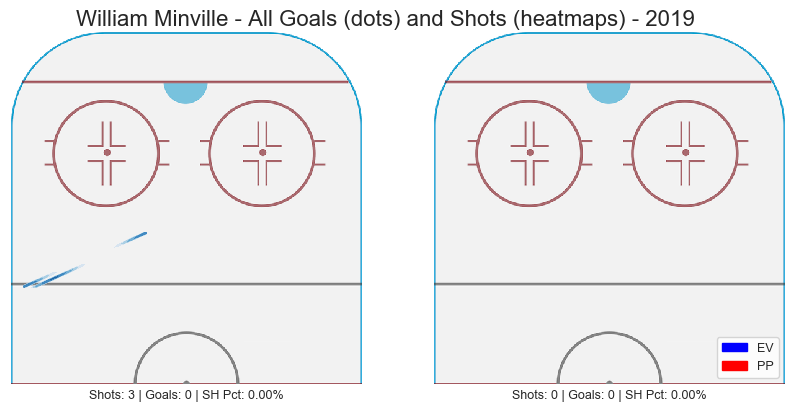 William Minville - All Goals (dots) and Shots (heatmaps) - 2019
EV
PP
Shots: 3 | Goals: 0 | SH Pct: 0.00%
Shots: 0 | Goals: 0 | SH Pct: 0.00%